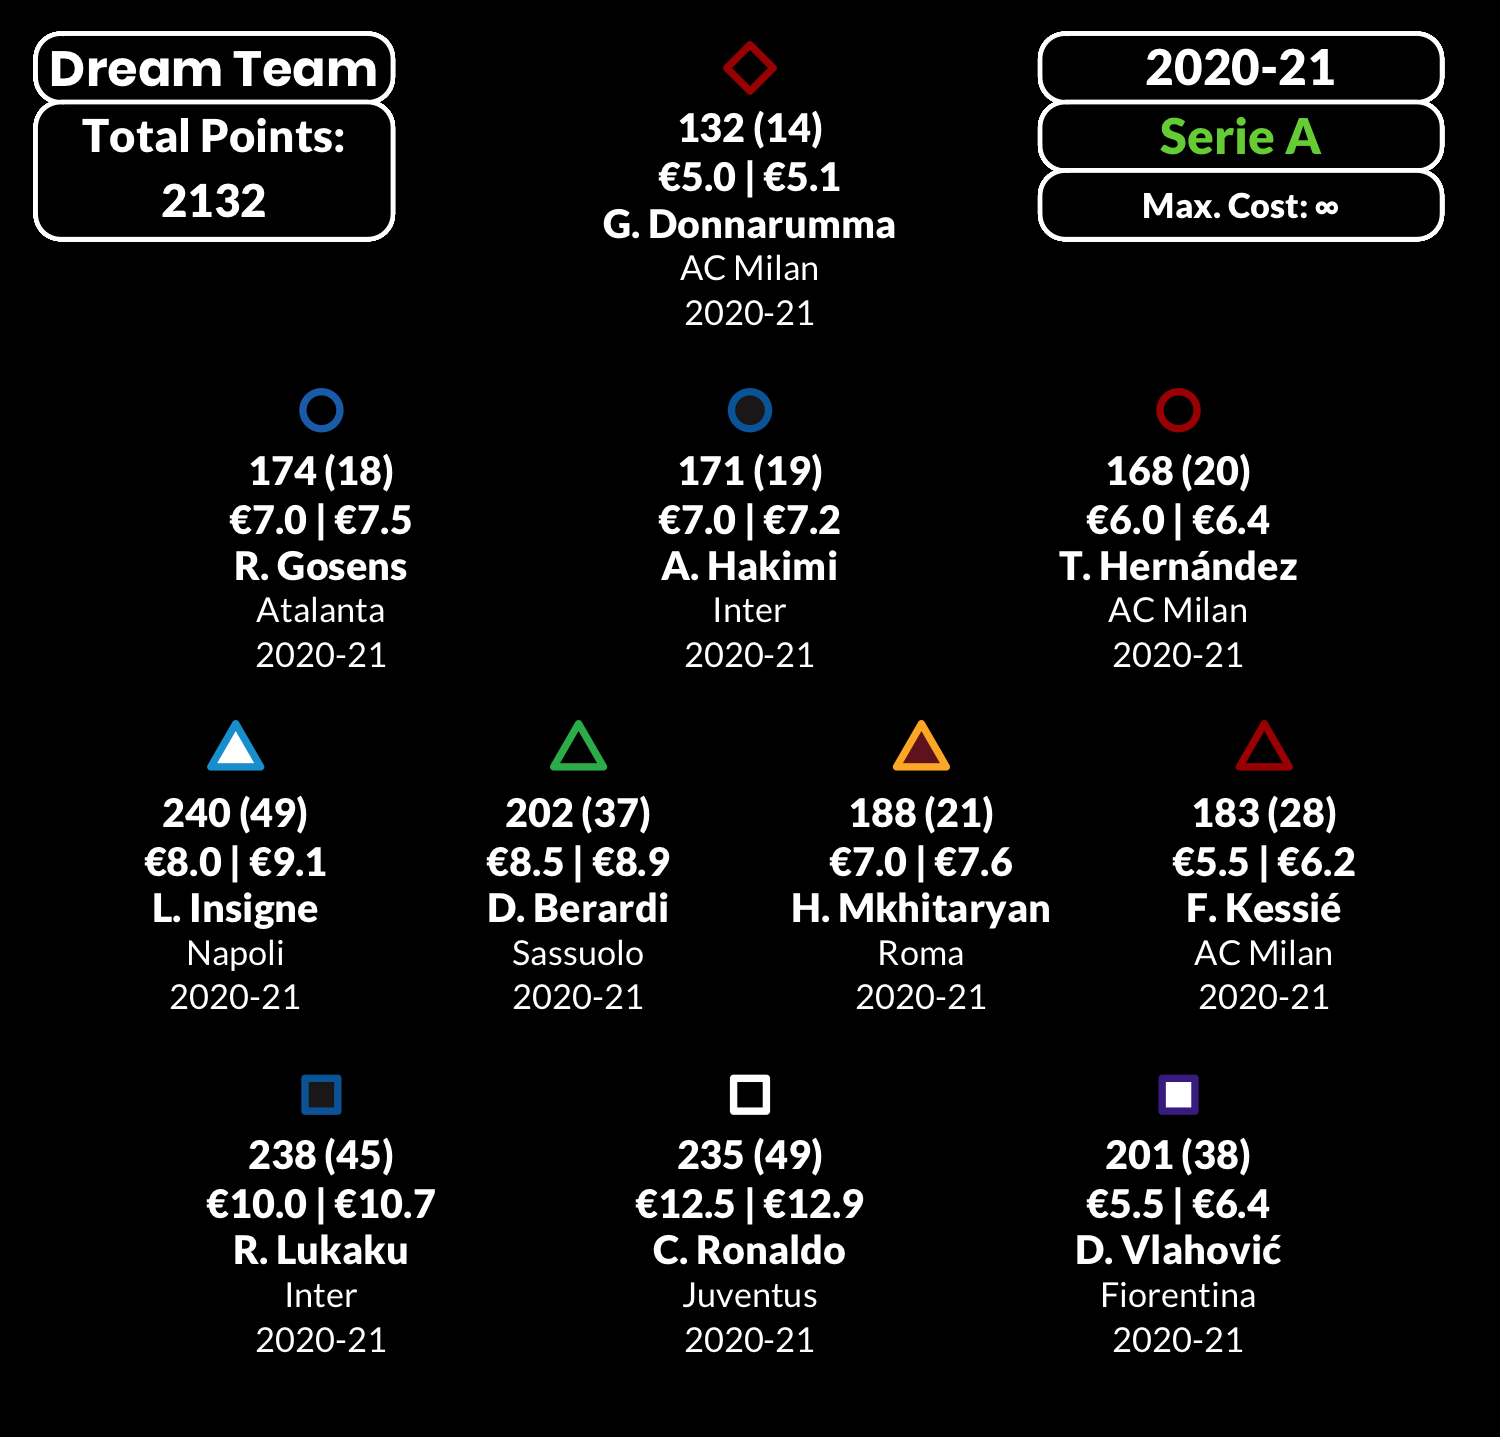 Dream Team
Total Points:
2132
2020-21
Serie A
Max. Cost: ∞
132 (14)
€5.0 | €5.1
G. Donnarumma
AC Milan
2020-21
174 (18)
€7.0 | €7.5
R. Gosens
Atalanta
2020-21
171 (19)
€7.0 | €7.2
A. Hakimi
Inter
2020-21
168 (20)
€6.0 | €6.4
T. Hernández
AC Milan
2020-21
240 (49)
€8.0 | €9.1
L. Insigne
Napoli
2020-21
202 (37)
€8.5 | €8.9
D. Berardi
Sassuolo
2020-21
188 (21)
€7.0 | €7.6
H. Mkhitaryan
Roma
2020-21
183 (28)
€5.5 | €6.2
F. Kessié
AC Milan
2020-21
238 (45)
€10.0 | €10.7
R. Lukaku
Inter
2020-21
235 (49)
€12.5 | €12.9
C. Ronaldo
Juventus
2020-21
201 (38)
€5.5 | €6.4
D. Vlahović
Fiorentina
2020-21